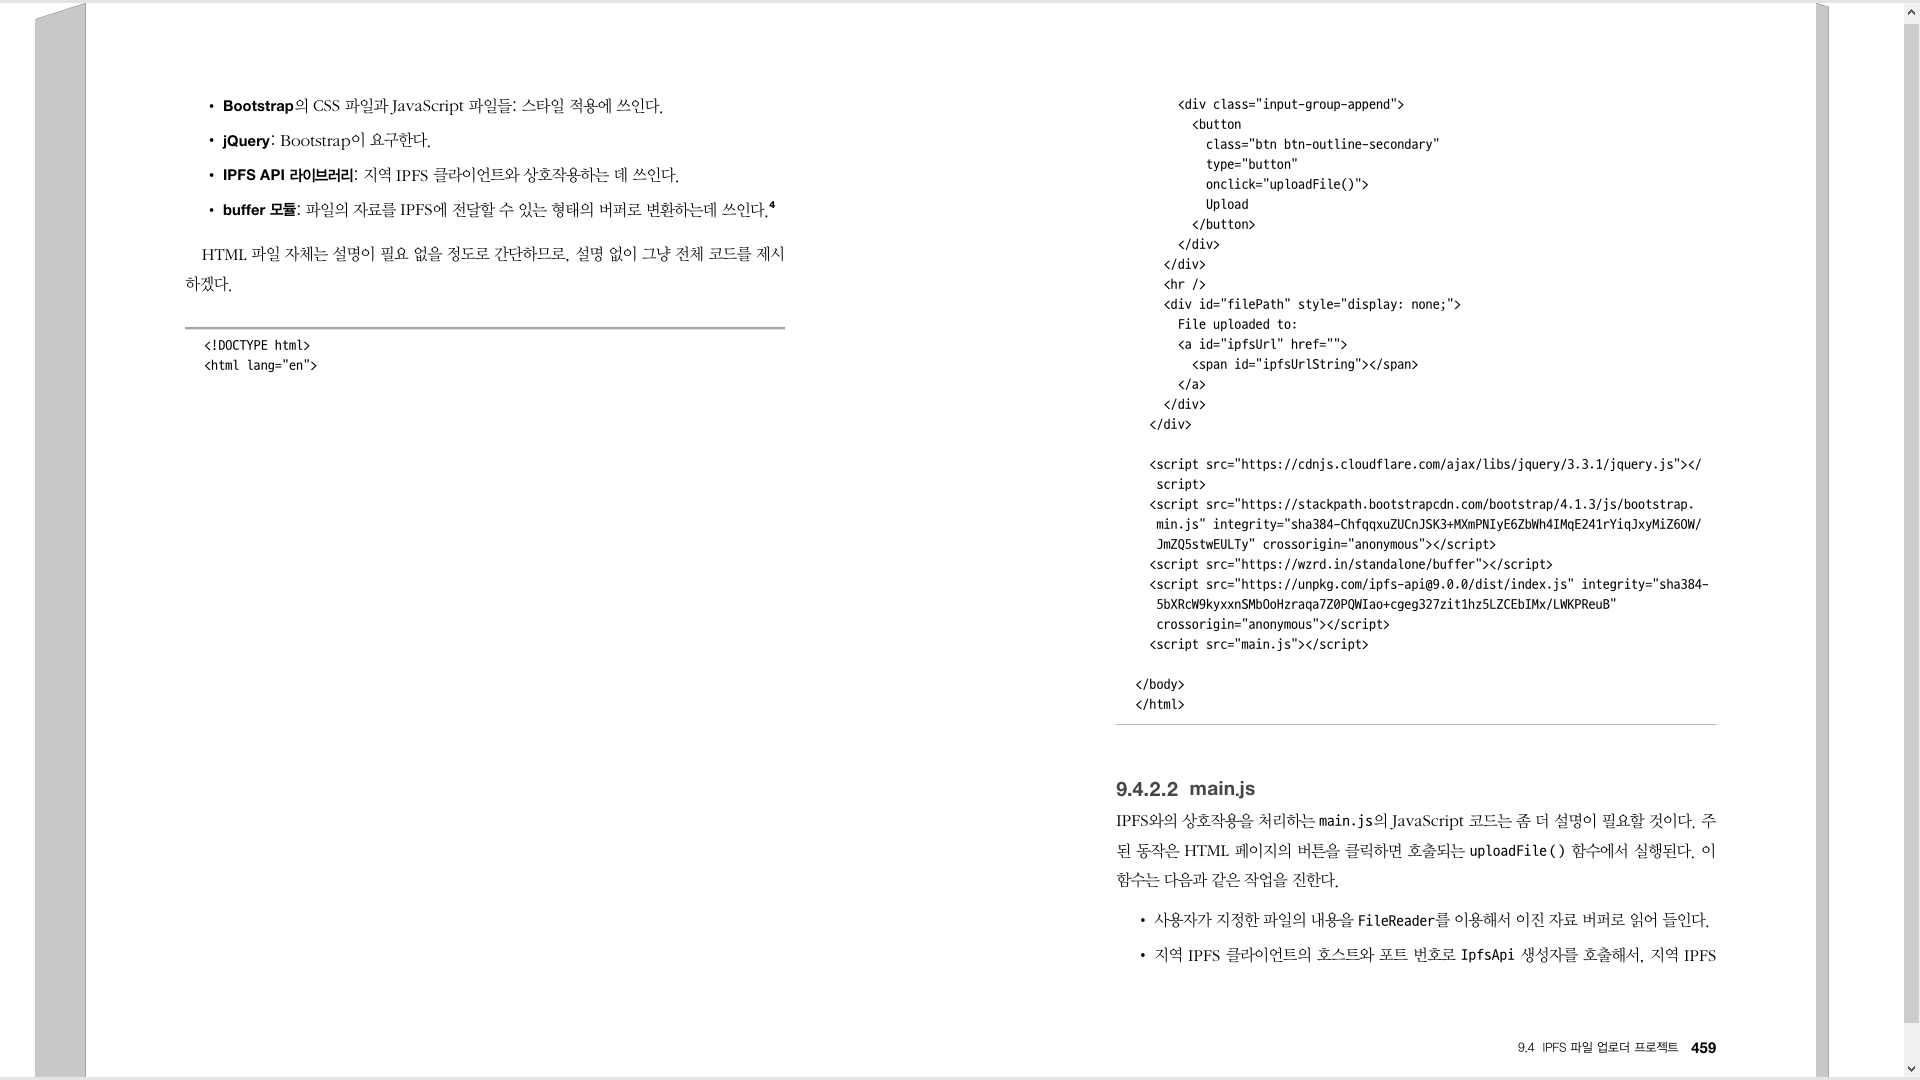 • Bootstrap의 CSS 파일과 JavaScript 파일들: 스타일 적용에 쓰인다.
• jQuery: Bootstrap이 요구한다.
• IPFS API 라이브러리: 지역 IPFS 클라이언트와 상호작용하는 데 쓰인다.
• buffer 모듈: 파일의 자료를 IPFS에 전달할 수 있는 형태의 버퍼로 변환하는데 쓰인다.4
HTML 파일 자체는 설명이 필요 없을 정도로 간단하므로, 설명 없이 그냥 전체 코드를 제시
하겠다.
<!DOCTYPE html>
<html lang="en">
<div class="input-group-append">
<button
class="btn btn-outline-secondary"
type="button"
onclick="uploadFile()">
Upload
</button>
</div>
</div>
<hr />
<div id="filePath" style="display: none;">
File uploaded to:
<a id="ipfsUrl" href="">
<span id="ipfsUrlString"></span>
</a>
</div>
</div>
<script src="https://cdnjs.cloudflare.com/ajax/libs/jquery/3.3.1/jquery.js"></
script>
<script src="https://stackpath.bootstrapcdn.com/bootstrap/4.1.3/js/bootstrap.
min.js" integrity="sha384-ChfqqxuZUCnJSK3+MXmPNIyE6ZbWh4IMqE241rYiqJxyMiZ6OW/
JmZQ5stwEULTy" crossorigin="anonymous"></script>
<script src="https://wzrd.in/standalone/buffer"></script>
<script src="https://unpkg.com/ipfs-api@9.0.0/dist/index.js" integrity="sha384-
5bXRcW9kyxxnSMbOoHzraqa7Z0PQWIao+cgeg327zit1hz5LZCEbIMx/LWKPReuB"
crossorigin="anonymous"></script>
<script src="main.js"></script>
</body>
</html>
9.4.2.2 main.js
IPFS와의 상호작용을 처리하는 main.js의 JavaScript 코드는 좀 더 설명이 필요할 것이다. 주
된 동작은 HTML 페이지의 버튼을 클릭하면 호출되는 uploadFile() 함수에서 실행된다. 이
함수는 다음과 같은 작업을 진한다.
• 사용자가 지정한 파일의 내용을 FileReader를 이용해서 이진 자료 버퍼로 읽어 들인다.
• 지역 IPFS 클라이언트의 호스트와 포트 번호로 IpfsApi 생성자를 호출해서, 지역 IPFS
9.4 IPFS 파일 업로더 프로젝트 459